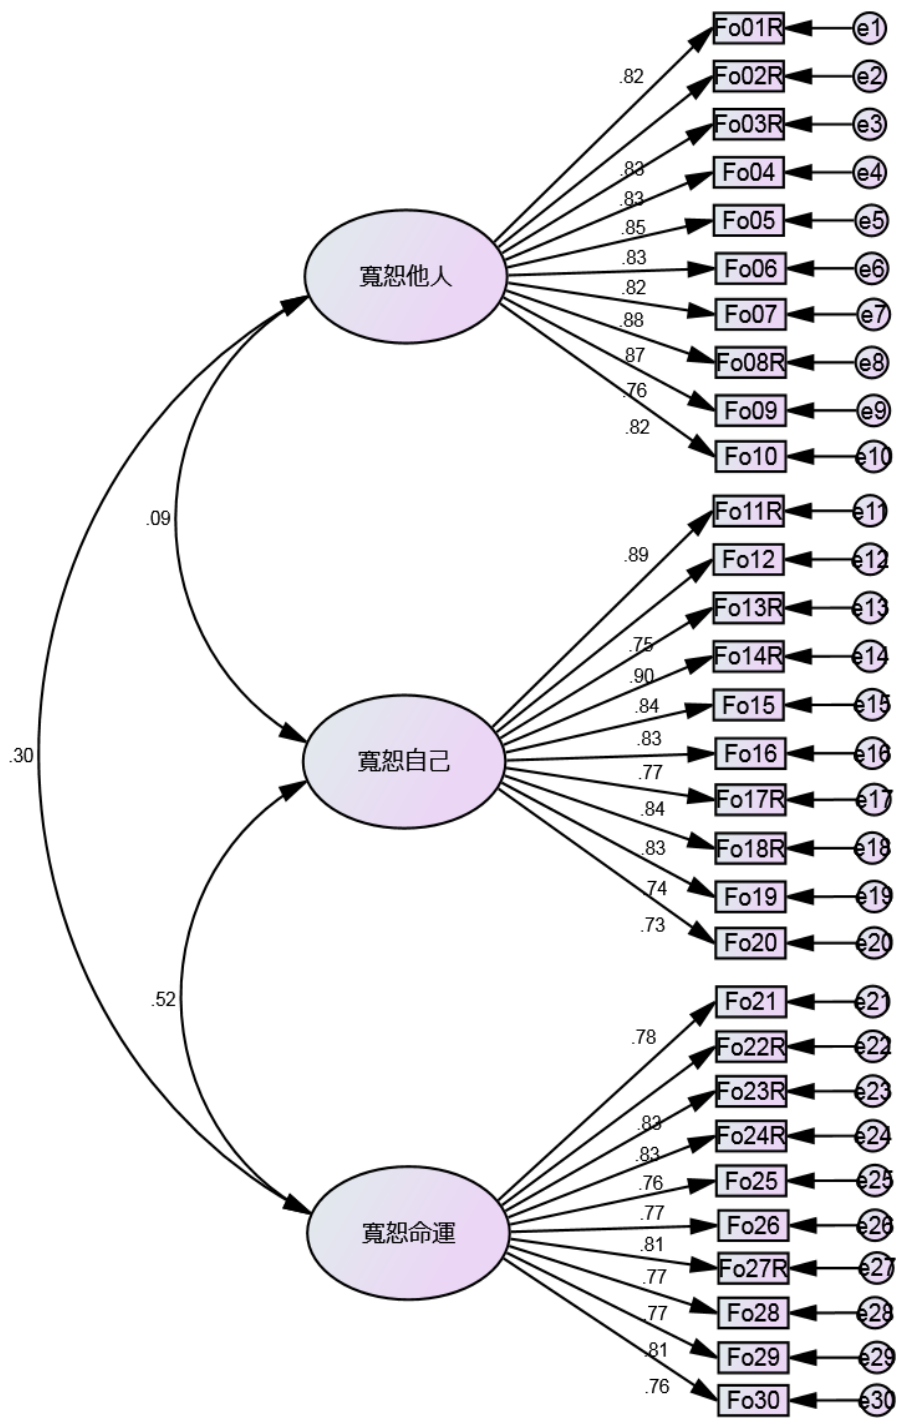 Fo01R
e1
.82
Fo02R
e2
Fo03R
e3
.83
Fo04
e4
.83
Fo05
e5
.85
.83
Fo06
e6
寬恕他人
.82
Fo07
e7
.88
Fo08R
e8
.87
.76
Fo09
e9
.82
Fo10
e10
Fo11R
e11
.09
.89
Fo12
e12
Fo13R
e13
.75
Fo14R
e14
.90
.84
Fo15
e15
.83
Fo16
e16
.30
寬恕自己
.77
Fo17R
e17
.84
Fo18R
e18
.83
.74
Fo19
e19
.73
Fo20
e20
.52
Fo21
e21
.78
Fo22R
e22
Fo23R
e23
.83
Fo24R
e24
.83
.76
Fo25
e25
.77
Fo26
e26
寬恕命運
.81
Fo27R
e27
.77
Fo28
e28
.77
.81
Fo29
e29
.76
Fo30
e30